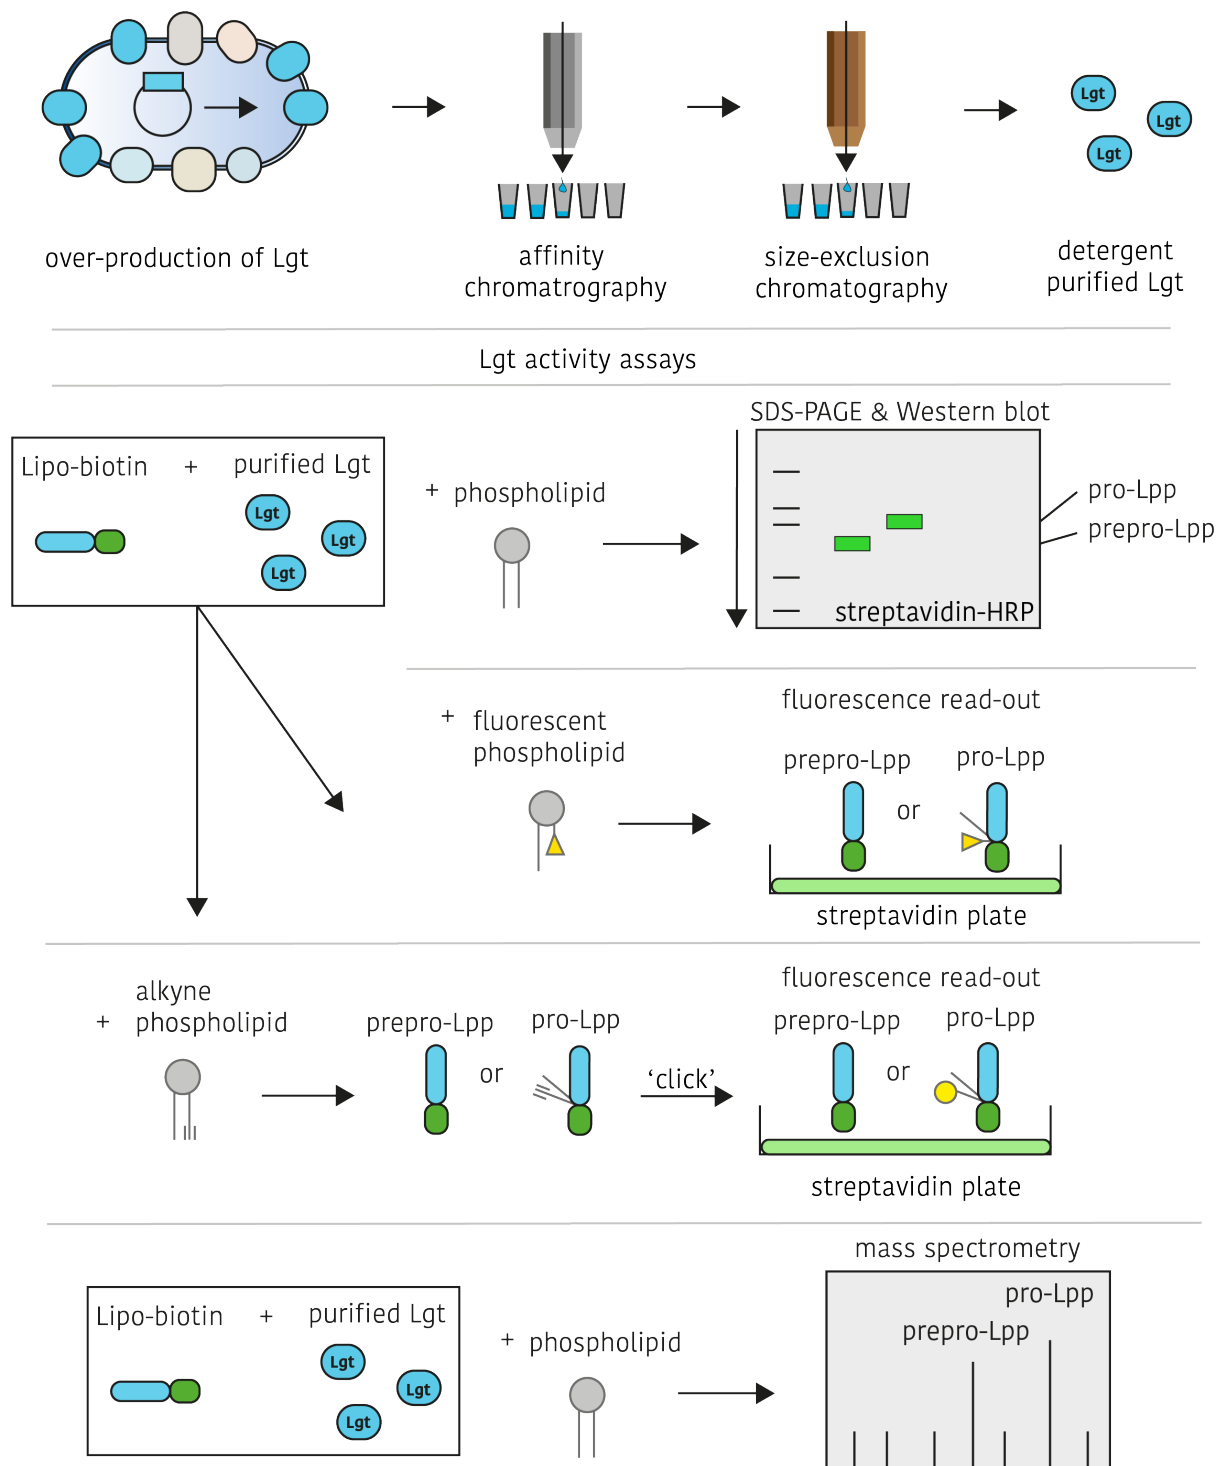 Lgt
Lgt
Lgt
over-production of Lgt
affinity
chromatrography
size-exclusion
chromatography
detergent
purified Lgt
Lgt activity assays
SDS-PAGE & Western blot
Lipo-biotin + purified Lgt
Lgt
Lgt
Lgt
+ phospholipid
pro-Lpp
prepro-Lpp
streptavidin-HRP
+ fluorescent
phospholipid
fluorescence read-out
prepro-Lpp
or
pro-Lpp
streptavidin plate
+ alkyne
phospholipid
prepro-Lpp
or
pro-Lpp
‘click’
fluorescence read-out
prepro-Lpp
or
pro-Lpp
streptavidin plate
Lipo-biotin + purified Lgt
Lgt
Lgt
Lgt
+ phospholipid
mass spectrometry
pro-Lpp
prepro-Lpp